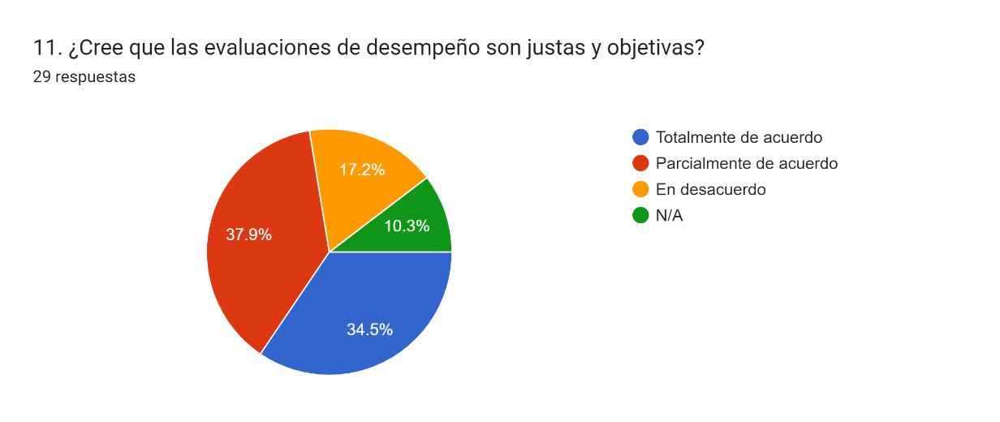 11. ¿Cree que las evaluaciones de desempeño son justas y objetivas?
29 respuestas
17.2%
10.3%
37.9%
34.5%
Totalmente de acuerdo
Parcialmente de acuerdo
En desacuerdo
N/A